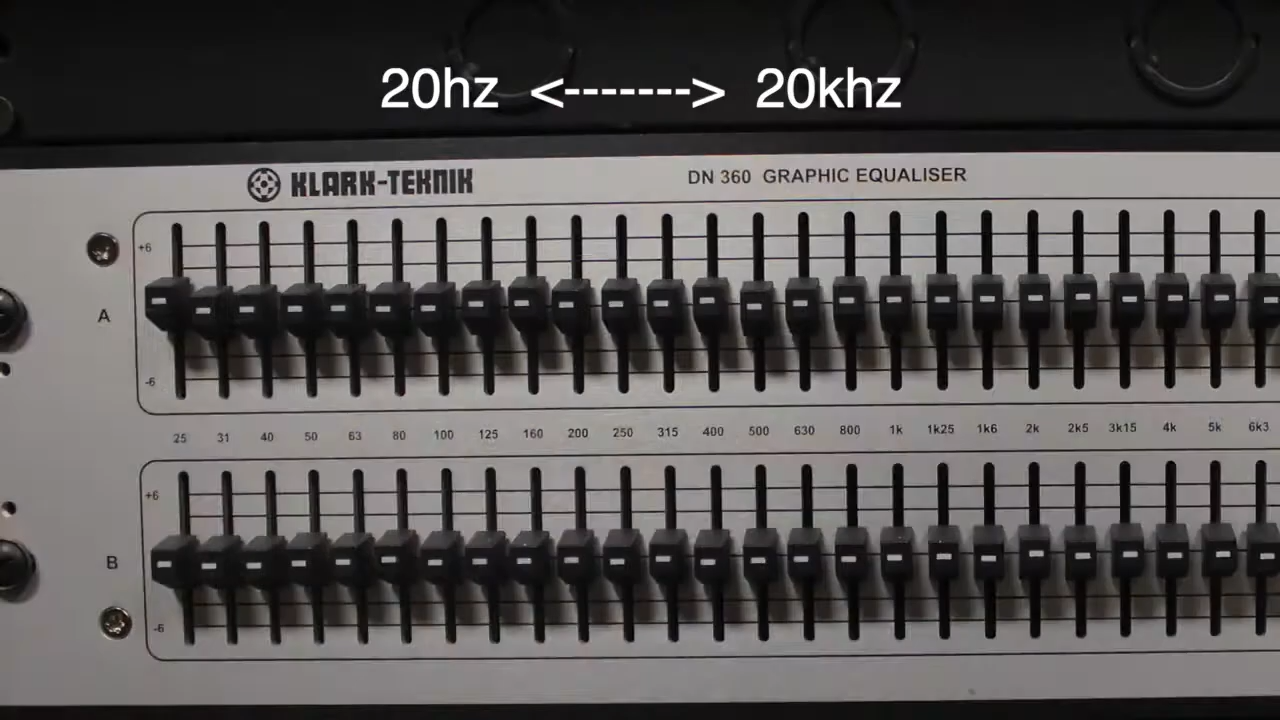 20hz <-------> 20khz
KLARK-TEKNIK
DN 360 GRAPHIC EQUALISER
+6
A
-6
25 31 40 50 63 80 100 125 160 200 250 315 400 500 630 800 1k 1k25 1k6 2k 2k5 3k15 4k 5k 6k3
+6
B
-6